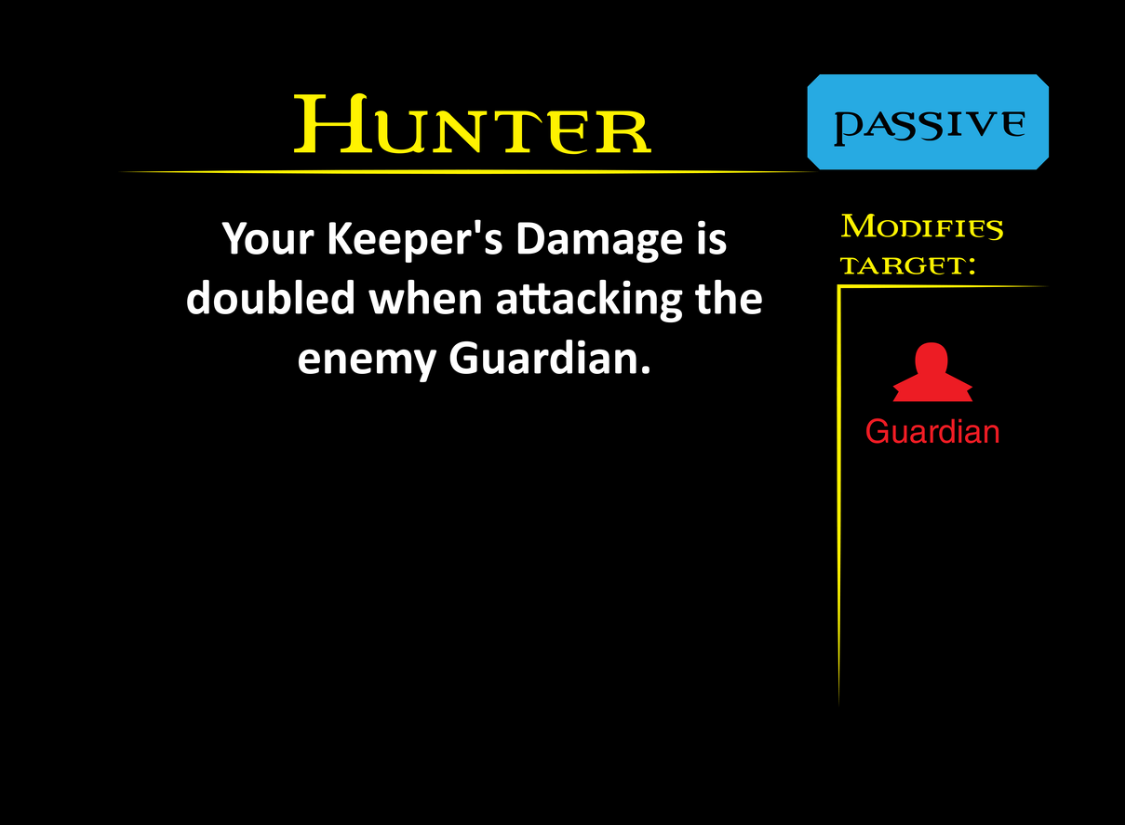 Hunter
PASSIVE
Your Keeper's Damage is
doubled when attacking the
enemy Guardian.
Modifies
target:
Guardian